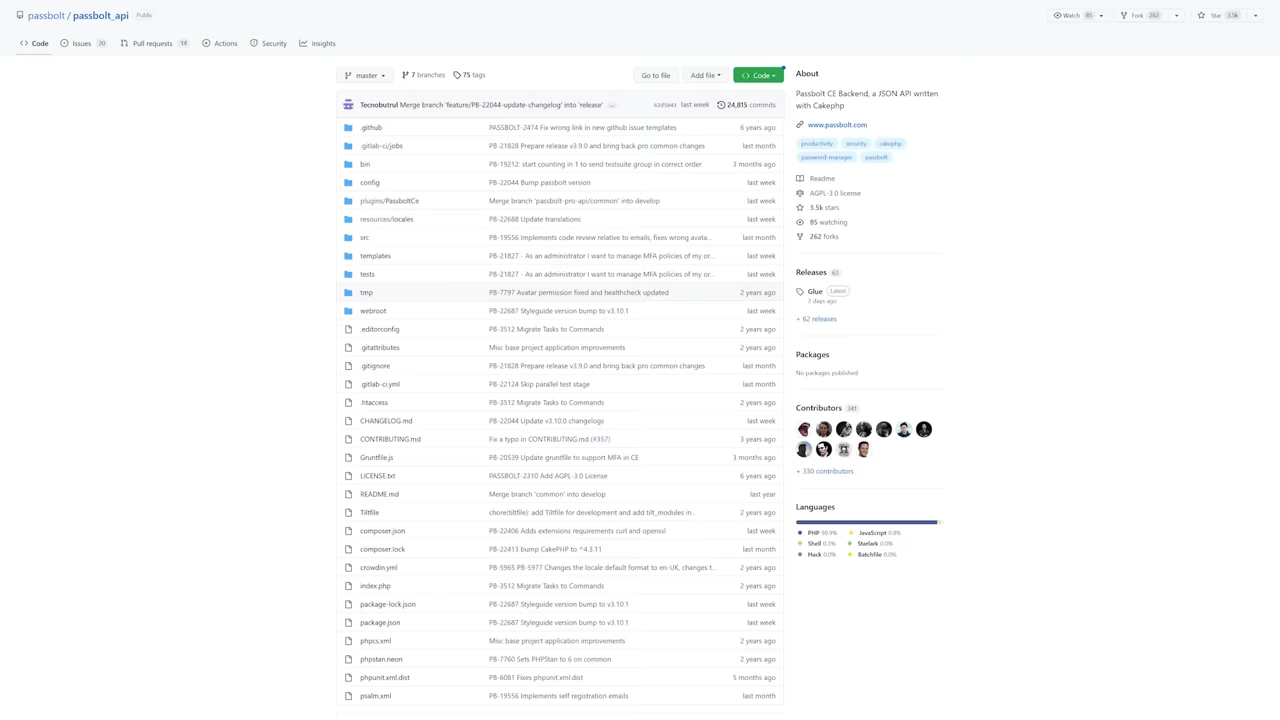 passbolt / passbolt_api Public
Watch 85 Fork 262 Star 3.5k
Code Issues 20 Pull requests 14 Actions Security Insights
master 7 branches 75 tags Go to file Add file Code
Tecnobutrul Merge branch 'feature/PB-22044-update-changelog' into 'release' ... last week 24,815 commits
.github PASSBOLT-2474 Fix wrong link in new github issue templates 6 years ago
.gitlab-ci/jobs PB-21828 Prepare release v3.9.0 and bring back pro common changes last month
bin PB-19212: start counting in 1 to send testsuite group in correct order 3 months ago
config PB-22044 Bump passbolt version last week
plugins/PassboltCe Merge branch 'passbolt-pro-api/common' into develop last week
resources/locales PB-22688 Update translations last week
src PB-19556 Implements code review relative to emails, fixes wrong avata... last month
templates PB-21827 - As an administrator I want to manage MFA policies of my or... last week
tests PB-21827 - As an administrator I want to manage MFA policies of my or... last week
tmp PB-7797 Avatar permission fixed and healthcheck updated 2 years ago
webroot PB-22687 Styleguide version bump to v3.10.1 last week
.editorconfig PB-3512 Migrate Tasks to Commands 2 years ago
.gitattributes Misc base project application improvements 2 years ago
.gitignore PB-21828 Prepare release v3.9.0 and bring back pro common changes last month
.gitlab-ci.yml PB-22124 Skip parallel test stage last month
.htaccess PB-3512 Migrate Tasks to Commands 2 years ago
CHANGELOG.md PB-22044 Update v3.10.0 changelogs last week
CONTRIBUTING.md Fix a typo in CONTRIBUTING.md (#357) 3 years ago
Gruntfile.js PB-20539 Update gruntfile to support MFA in CE 3 months ago
LICENSE.txt PASSBOLT-2310 Add AGPL-3.0 License 6 years ago
README.md Merge branch 'common' into develop last year
Tiltfile chore(tiltfile): add Tiltfile for development and add tilt_modules in... 2 years ago
composer.json PB-22406 Adds extensions requirements curl and openssl last week
composer.lock PB-22413 bump CakePHP to ^4.3.11 last month
crowdin.yml PB-5965 PB-5977 Changes the locale default format to en-UK, changes t... 2 years ago
index.php PB-3512 Migrate Tasks to Commands 2 years ago
package-lock.json PB-22687 Styleguide version bump to v3.10.1 last week
package.json PB-22687 Styleguide version bump to v3.10.1 last week
phpcs.xml Misc base project application improvements 2 years ago
phpstan.neon PB-7760 Sets PHPStan to 6 on common 2 years ago
phpunit.xml.dist PB-6081 Fixes phpunit.xml.dist 5 months ago
psalm.xml PB-19556 Implements self registration emails last month
About
Passbolt CE Backend, a JSON API written
with Cakephp
www.passbolt.com
productivity security cakephp
password-manager passbolt
Readme
AGPL-3.0 license
3.5k stars
85 watching
262 forks
Releases 63
Glue Latest
2 days ago
+ 62 releases
Packages
No packages published
Contributors 341
+ 330 contributors
Languages
PHP 98.9% JavaScript 0.8%
Shell 0.3% Starlark 0.0%
Hack 0.0% Batchfile 0.0%